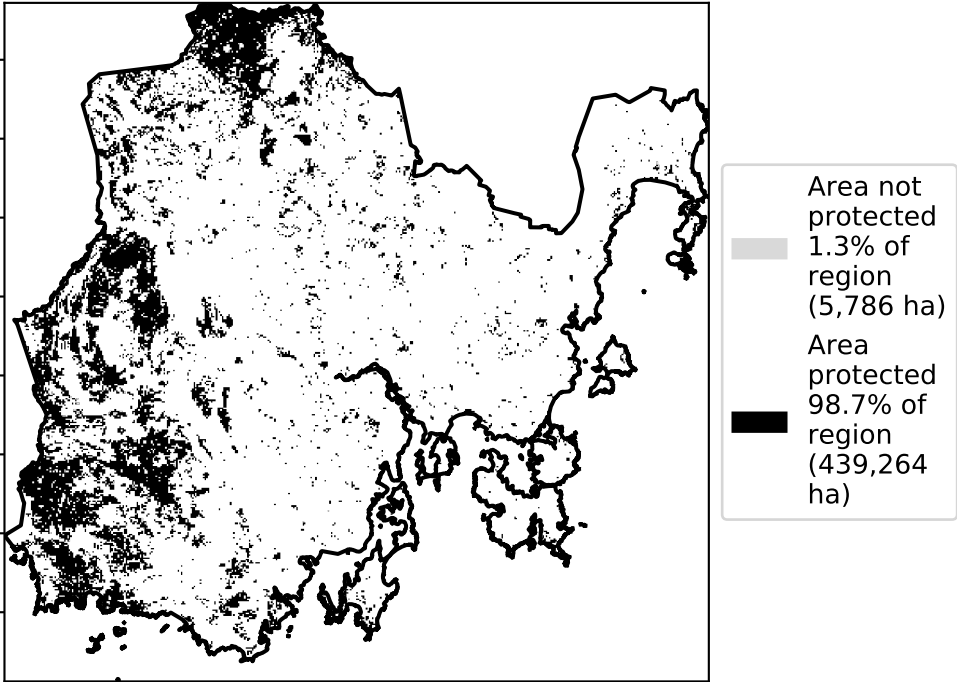 Area not
protected
1.3% of
region
(5,786 ha)
Area
protected
98.7% of
region
(439,264
ha)